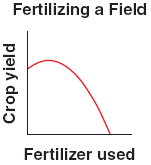 Fertilizing a Field
Crop yield
Fertilizer used